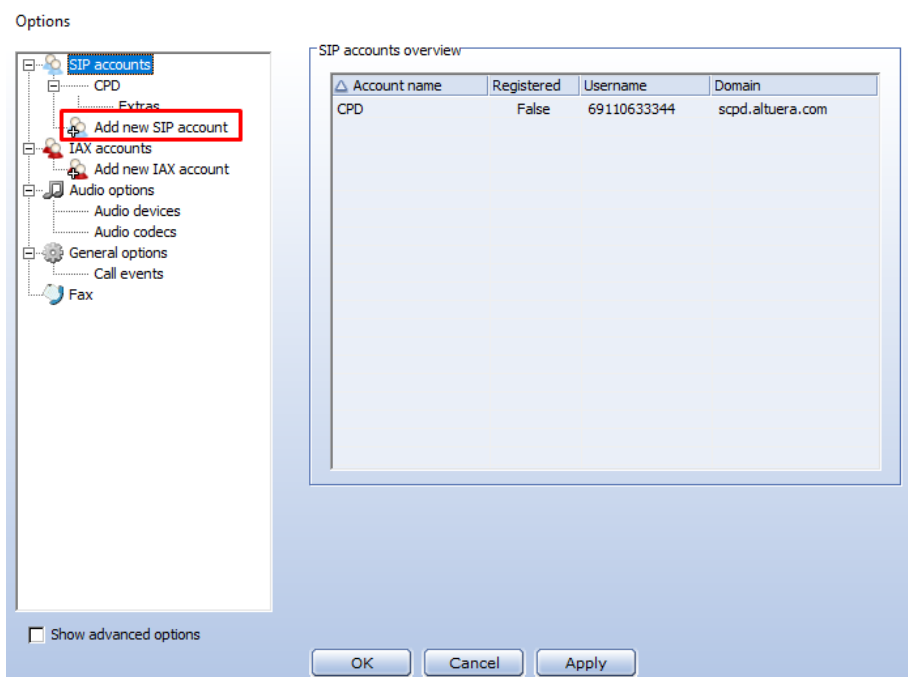 Options
SIP accounts
CPD
Extras
Add new SIP account
IAX accounts
Add new IAX account
Audio options
Audio devices
Audio codecs
General options
Call events
Fax
SIP accounts overview
Account name Registered Username Domain
CPD False 69110633344 scpd.altuera.com
Show advanced options
OK Cancel Apply